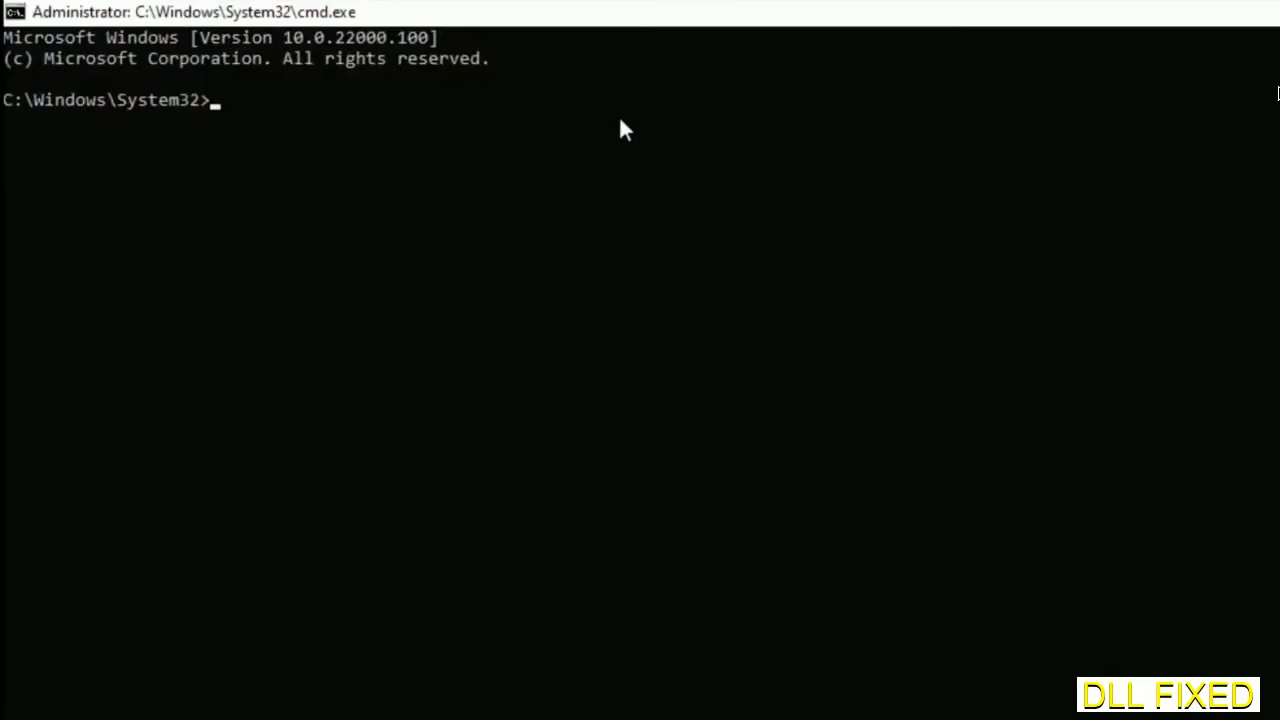 Administrator: C:\Windows\System32\cmd.exe
Microsoft Windows [Version 10.0.22000.100]
(c) Microsoft Corporation. All rights reserved.
C:\Windows\System32>
DLL FIXED